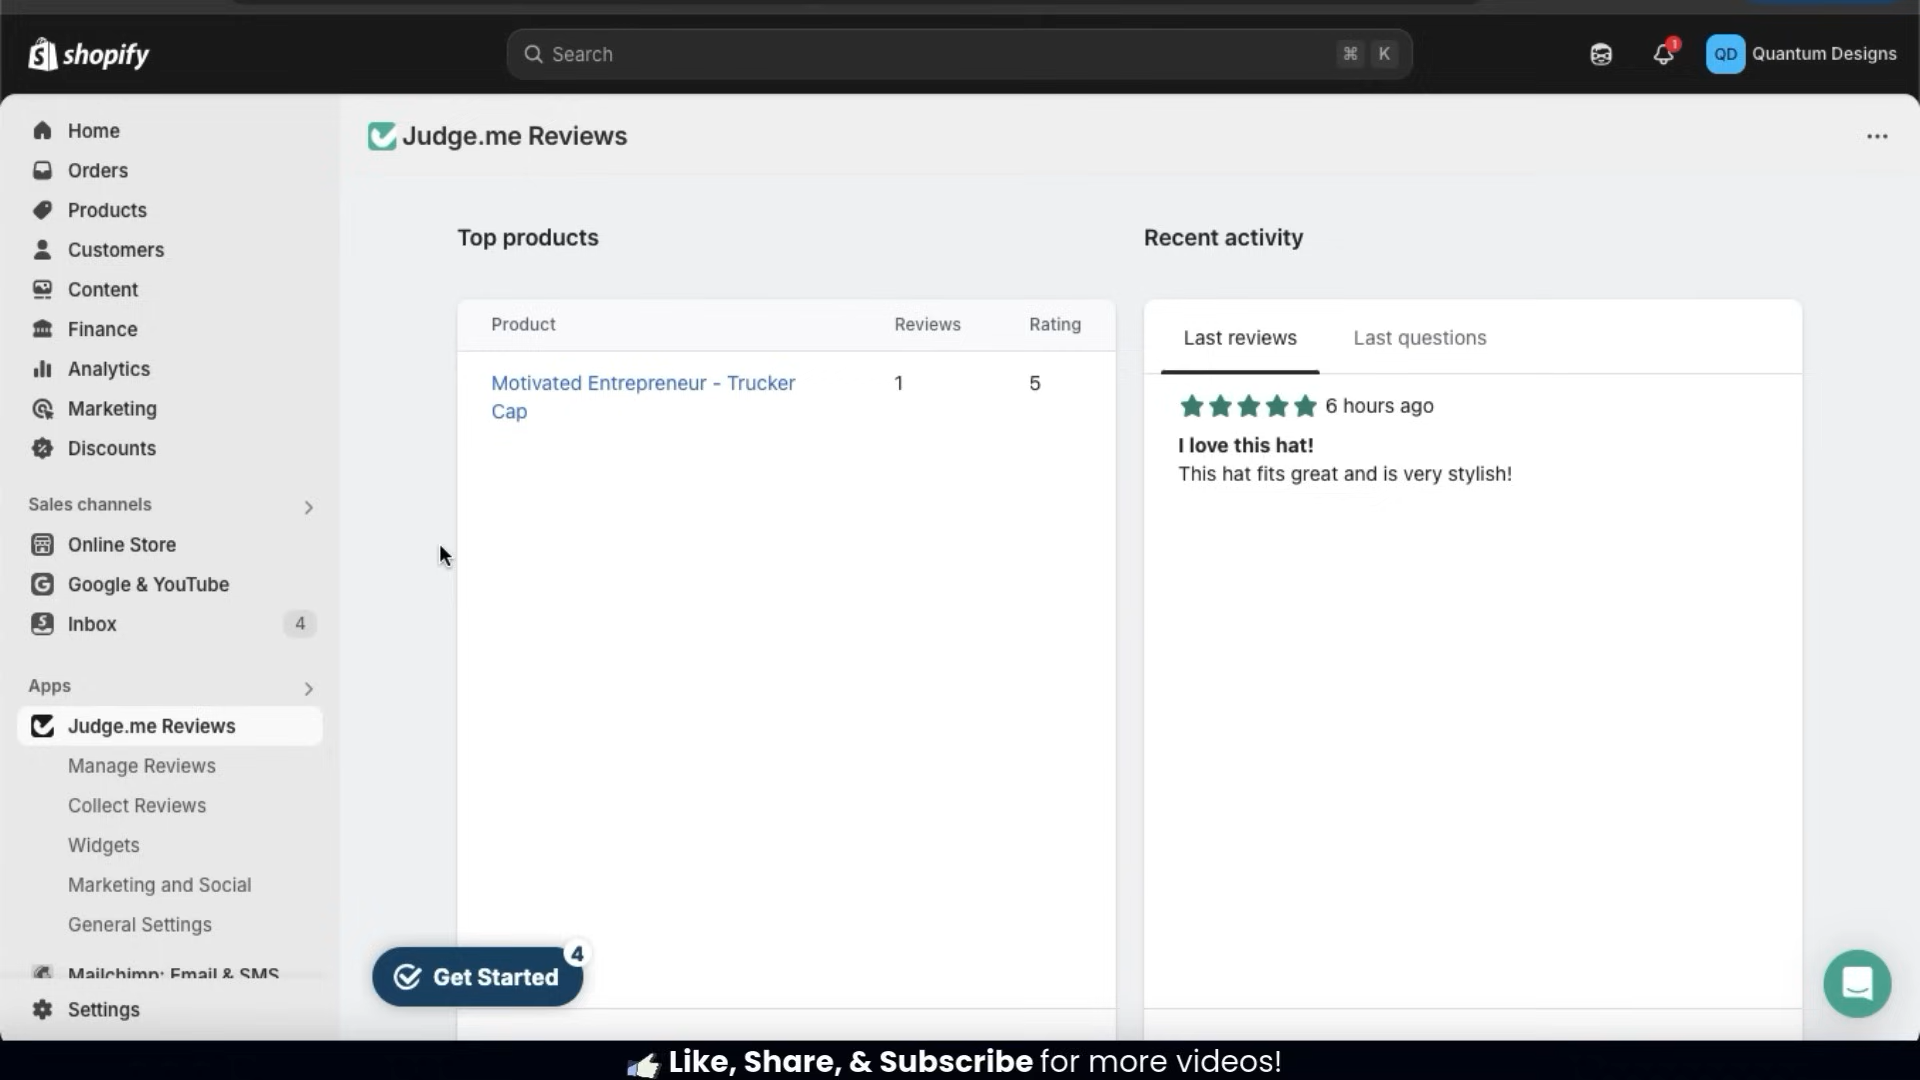 shopify
Search
⌘ K
1
QD Quantum Designs
Home
Orders
Products
Customers
Content
Finance
Analytics
Marketing
Discounts
Sales channels
Online Store
Google & YouTube
Inbox 4
Apps
Judge.me Reviews
Manage Reviews
Collect Reviews
Widgets
Marketing and Social
General Settings
Mailchimp: Email & SMS
Settings
Judge.me Reviews
Top products
Product Reviews Rating
Motivated Entrepreneur - Trucker 1 5
Cap
Get Started 4
Recent activity
Last reviews Last questions
6 hours ago
I love this hat!
This hat fits great and is very stylish!
Like, Share, & Subscribe for more videos!